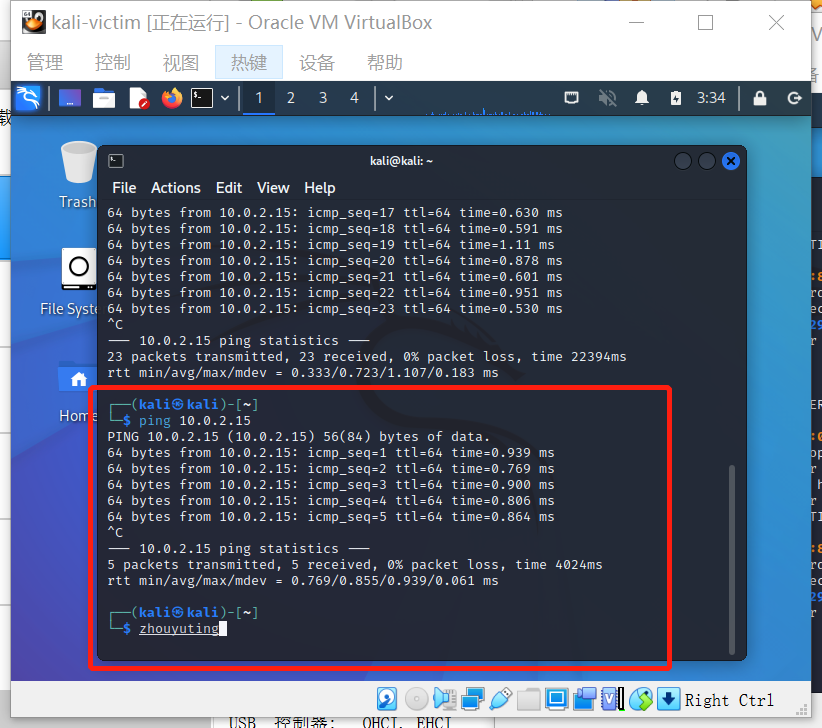 kali-victim [正在运行] - Oracle VM VirtualBox
管理 控制 视图 热键 设备 帮助
1 2 3 4 3:34
载
kali@kali: ~
File Actions Edit View Help
Trash
File Syste
Home
64 bytes from 10.0.2.15: icmp_seq=17 ttl=64 time=0.630 ms
64 bytes from 10.0.2.15: icmp_seq=18 ttl=64 time=0.591 ms
64 bytes from 10.0.2.15: icmp_seq=19 ttl=64 time=1.11 ms
64 bytes from 10.0.2.15: icmp_seq=20 ttl=64 time=0.878 ms
64 bytes from 10.0.2.15: icmp_seq=21 ttl=64 time=0.601 ms
64 bytes from 10.0.2.15: icmp_seq=22 ttl=64 time=0.951 ms
64 bytes from 10.0.2.15: icmp_seq=23 ttl=64 time=0.530 ms
^C
─── 10.0.2.15 ping statistics ───
23 packets transmitted, 23 received, 0% packet loss, time 22394ms
rtt min/avg/max/mdev = 0.333/0.723/1.107/0.183 ms
┌──(kali㉿kali)-[~]
└─$ ping 10.0.2.15
PING 10.0.2.15 (10.0.2.15) 56(84) bytes of data.
64 bytes from 10.0.2.15: icmp_seq=1 ttl=64 time=0.939 ms
64 bytes from 10.0.2.15: icmp_seq=2 ttl=64 time=0.769 ms
64 bytes from 10.0.2.15: icmp_seq=3 ttl=64 time=0.900 ms
64 bytes from 10.0.2.15: icmp_seq=4 ttl=64 time=0.806 ms
64 bytes from 10.0.2.15: icmp_seq=5 ttl=64 time=0.864 ms
^C
─── 10.0.2.15 ping statistics ───
5 packets transmitted, 5 received, 0% packet loss, time 4024ms
rtt min/avg/max/mdev = 0.769/0.855/0.939/0.061 ms
┌──(kali㉿kali)-[~]
└─$ zhouyuting
Right Ctrl
USB 控制器: OHCI, EHCI